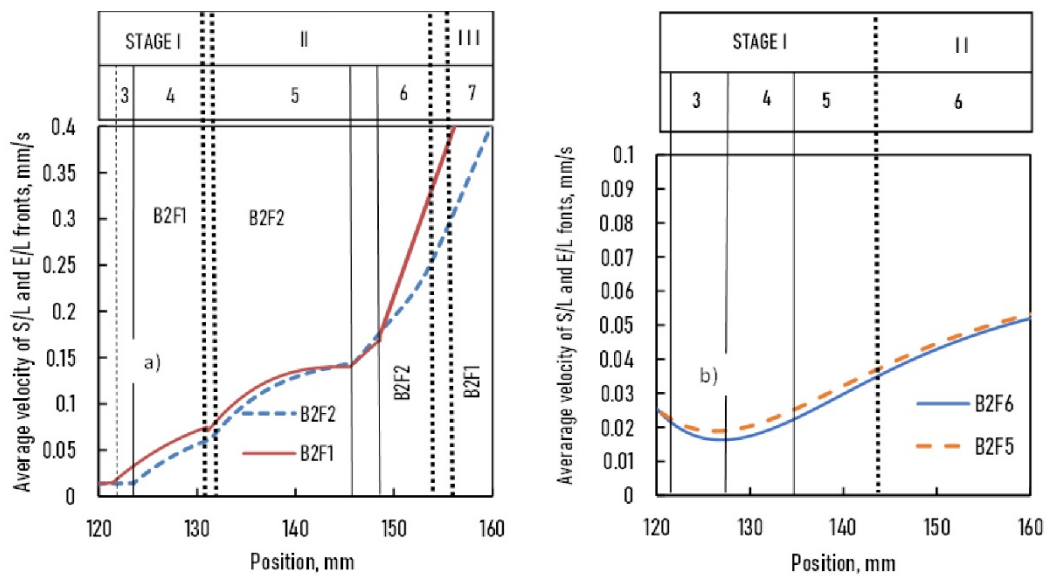 STAGE I II III
3 4 5 6 7
Average velocity of S/L and E/L fronts, mm/s
0.4
0.35
0.3
0.25
0.2
0.15
0.1
0.05
0
B2F1
B2F2
a)
B2F2
B2F1
B2F2
B2F1
120 130 140 150 160
Position, mm
STAGE I II
3 4 5 6
Averarage velocity of S/L and E/L fonts, mm/s
0.1
0.09
0.08
0.07
0.06
0.05
0.04
0.03
0.02
0.01
0
b)
B2F6
B2F5
120 130 140 150 160
Position, mm